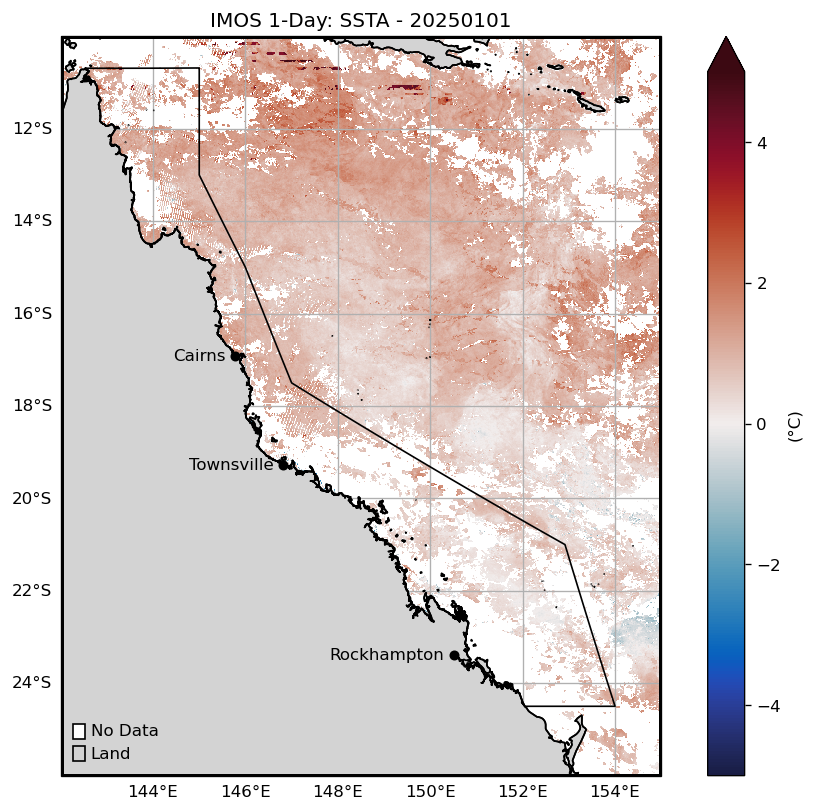 IMOS 1-Day: SSTA - 20250101
12°S
14°S
16°S
18°S
20°S
22°S
24°S
Cairns
Townsville
Rockhampton
No Data
Land
144°E 146°E 148°E 150°E 152°E 154°E
4
2
0
−2
−4
(°C)